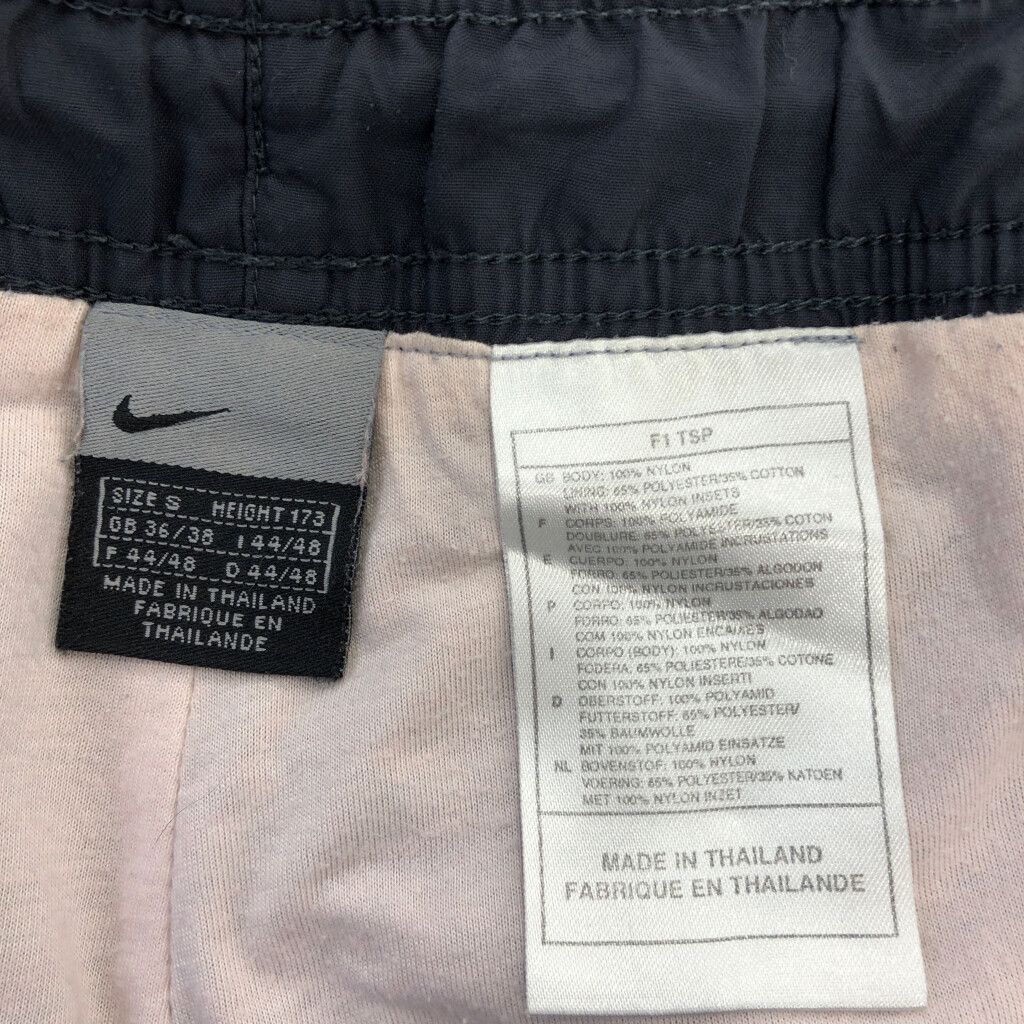 SIZE S HEIGHT 173
GB 36/38 I 44/48
F 44/48 D 44/48
MADE IN THAILAND
FABRIQUE EN
THAILANDE
F1 TSP
GB BODY: 100% NYLON
LINING: 65% POLYESTER/35% COTTON
WITH 100% NYLON INSETS
F CORPS: 100% POLYAMIDE
DOUBLURE: 65% POLYESTER/35% COTON
AVEC 100% POLYAMIDE INCRUSTATIONS
E CUERPO: 100% NYLON
FORRO: 65% POLIESTER/35% ALGODON
CON 100% NYLON INCRUSTACIONES
P CORPO: 100% NYLON
FORRO: 65% POLIESTER/35% ALGODAO
COM 100% NYLON ENCAIXES
I CORPO (BODY): 100% NYLON
FODERA: 65% POLIESTERE/35% COTONE
CON 100% NYLON INSERTI
D OBERSTOFF: 100% POLYAMID
FUTTERSTOFF: 65% POLYESTER/
35% BAUMWOLLE
MIT 100% POLYAMID EINSATZE
NL BOVENSTOF: 100% NYLON
VOERING: 65% POLYESTER/35% KATOEN
MET 100% NYLON INZET
MADE IN THAILAND
FABRIQUE EN THAILANDE